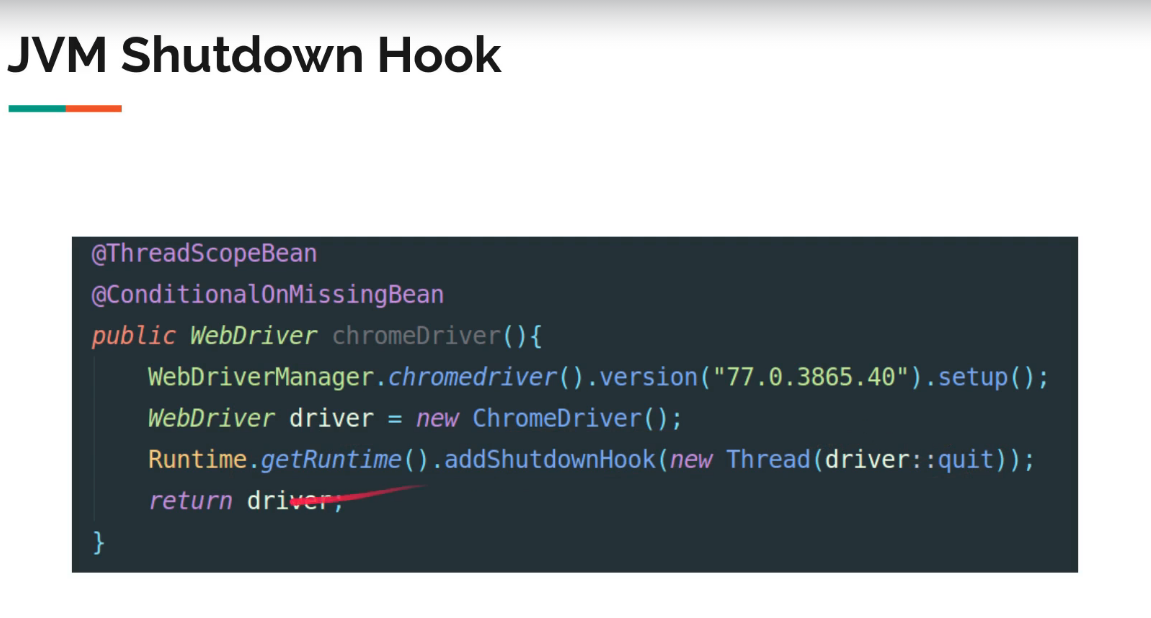 JVM Shutdown Hook
@ThreadScopeBean
@ConditionalOnMissingBean
public WebDriver chromeDriver(){
WebDriverManager.chromedriver().version("77.0.3865.40").setup();
WebDriver driver = new ChromeDriver();
Runtime.getRuntime().addShutdownHook(new Thread(driver::quit));
return driver;
}